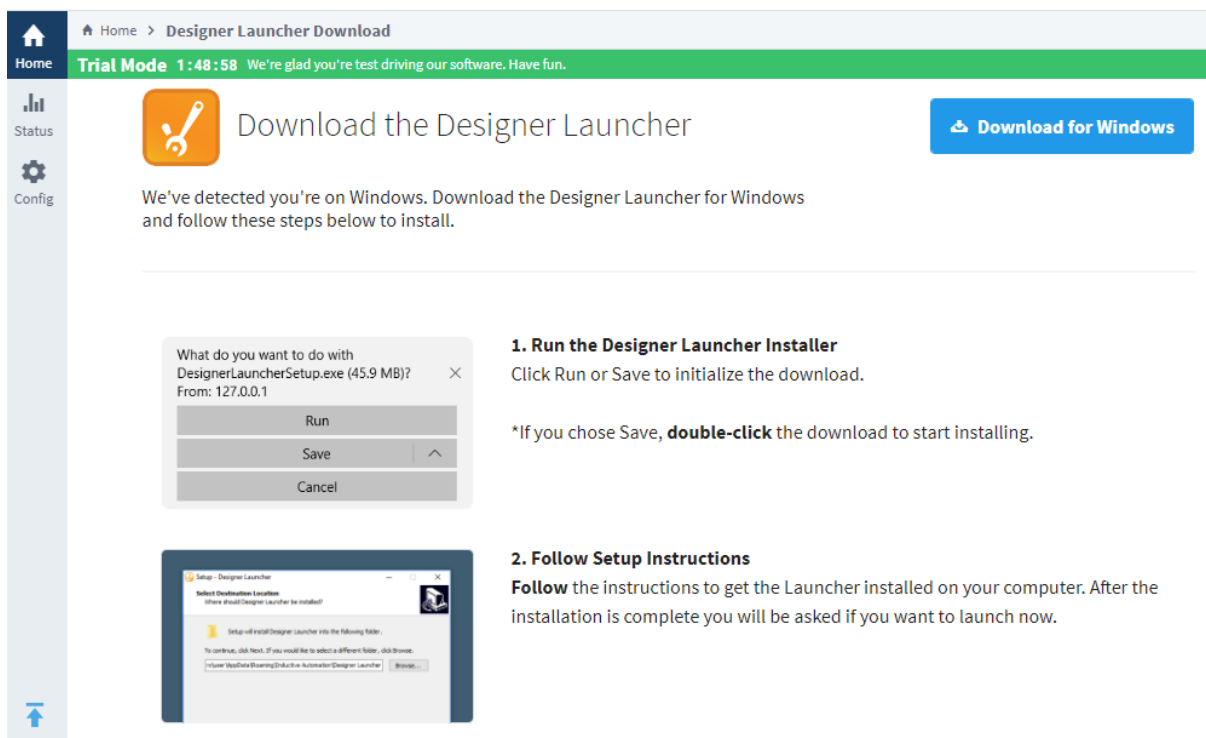 Home > Designer Launcher Download
Home
Trial Mode 1:48:58 We're glad you're test driving our software. Have fun.
Status
Config
Download the Designer Launcher
Download for Windows
We've detected you're on Windows. Download the Designer Launcher for Windows
and follow these steps below to install.
What do you want to do with
DesignerLauncherSetup.exe (45.9 MB)?
From: 127.0.0.1
Run
Save
Cancel
1. Run the Designer Launcher Installer
Click Run or Save to initialize the download.
*If you chose Save, double-click the download to start installing.
Setup - Designer Launcher
Select Destination Location
Where should Designer Launcher be installed?
Setup will install Designer Launcher into the following folder.
To continue, click Next. If you would like to select a different folder, click Browse.
\AppData\Roaming\Inductive Automation\Designer Launcher
Browse...
2. Follow Setup Instructions
Follow the instructions to get the Launcher installed on your computer. After the
installation is complete you will be asked if you want to launch now.